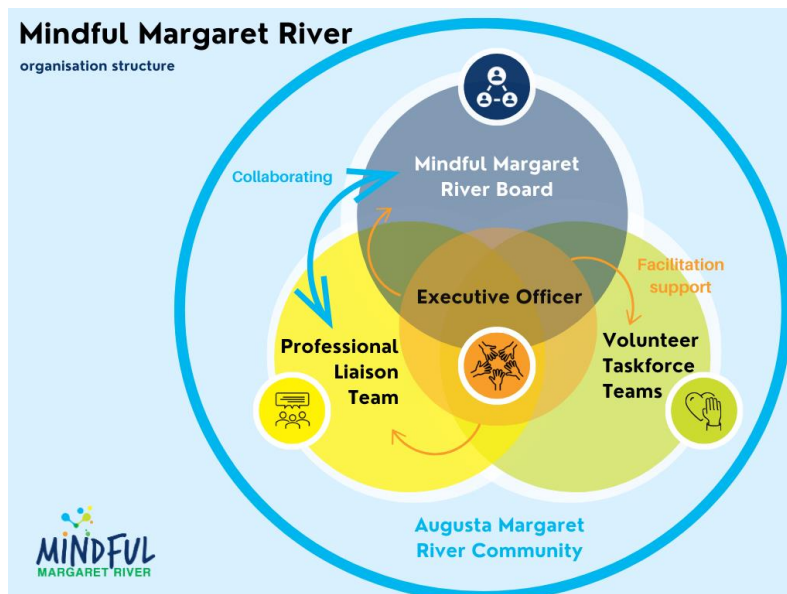 Mindful Margaret River
organisation structure
Mindful Margaret
River Board
Collaborating
Facilitation
support
Executive Officer
Professional
Liaison
Team
Volunteer
Taskforce
Teams
Augusta Margaret
River Community
MINDFUL
MARGARET RIVER